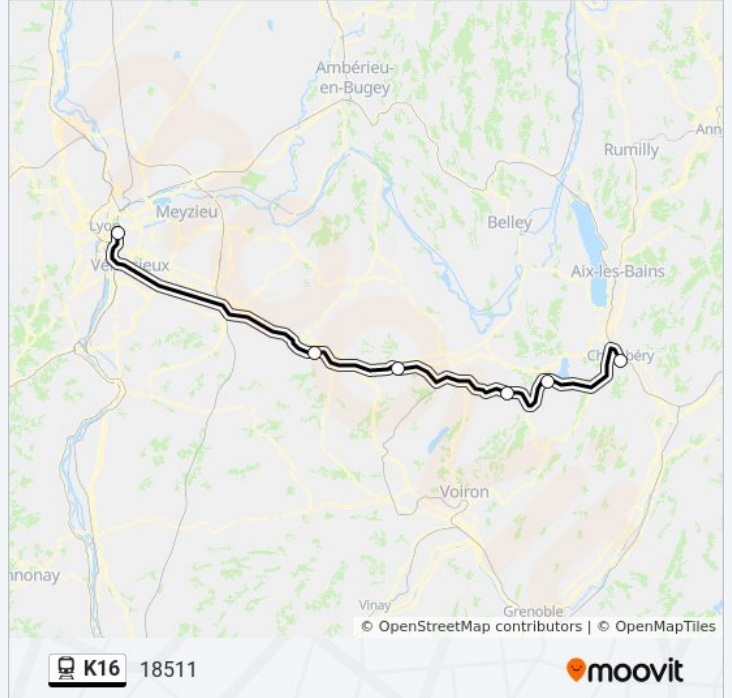 Ambérieu-
en-Bugey
Ann
Rumilly
Meyzieu
Lyon
Belley
Vénissieux
Aix-les-Bains
Chambéry
Voiron
nnonay
Vinay
Grenoble
© OpenStreetMap contributors | © OpenMapTiles
K16 18511 moovit